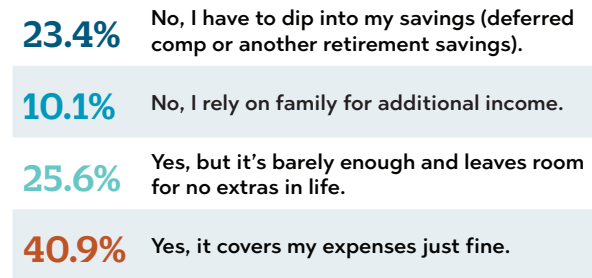 23.4% No, I have to dip into my savings (deferred
comp or another retirement savings).
10.1% No, I rely on family for additional income.
25.6% Yes, but it’s barely enough and leaves room
for no extras in life.
40.9% Yes, it covers my expenses just fine.